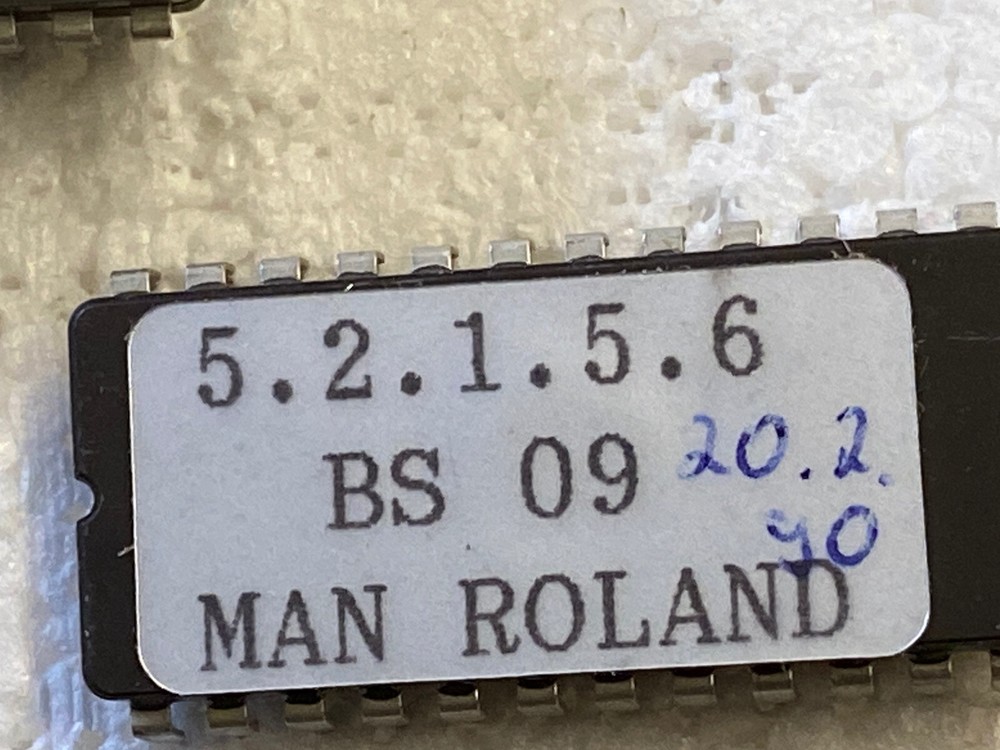 5.2.1.5.6
BS 09 20.2.
90
MAN ROLAND